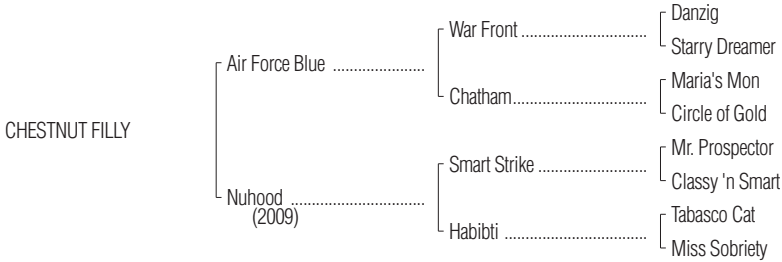 Danzig
War Front ..............................
Starry Dreamer
Air Force Blue ......................
Maria's Mon
Chatham................................
Circle of Gold
CHESTNUT FILLY
Mr. Prospector
Smart Strike ..........................
Classy 'n Smart
Nuhood ................................
(2009)
Tabasco Cat
Habibti ..................................
Miss Sobriety